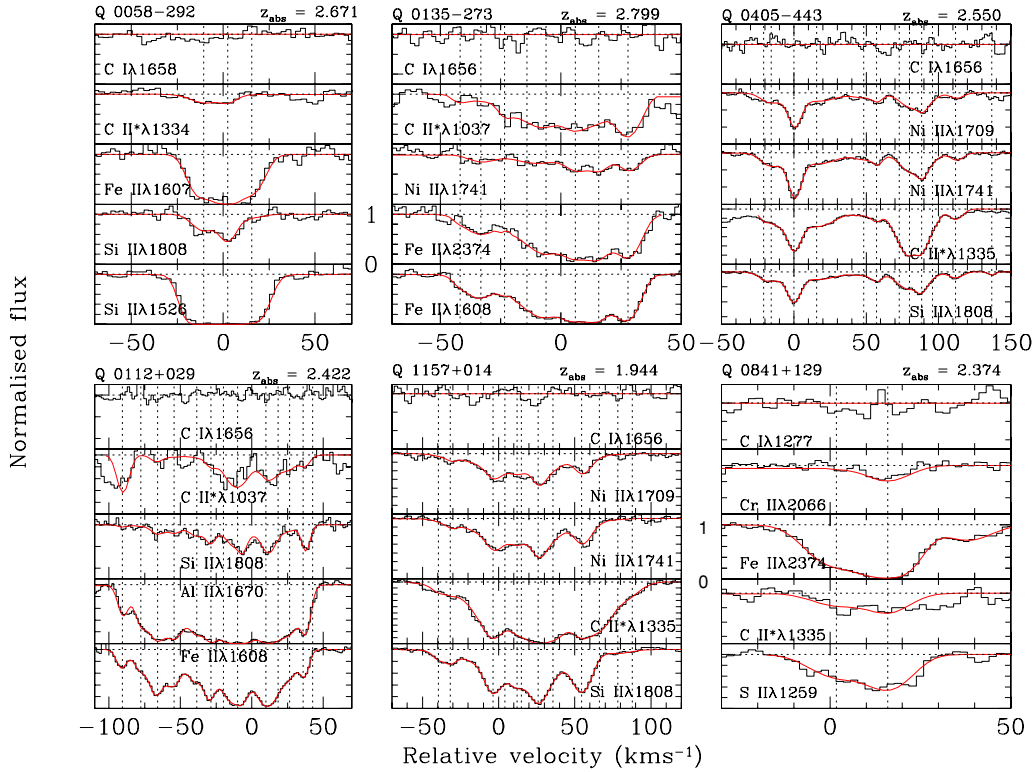 Normalised flux
Q 0058−292 z_abs = 2.671
C Iλ1658
C II*λ1334
Fe IIλ1607
Si IIλ1808
Si IIλ1526
1
0
−50 0 50
Q 0135−273 z_abs = 2.799
C Iλ1656
C II*λ1037
Ni IIλ1741
Fe IIλ2374
Fe IIλ1608
−50 0 50
Q 0405−443 z_abs = 2.550
C Iλ1656
Ni IIλ1709
Ni IIλ1741
C II*λ1335
Si IIλ1808
−50 0 50 100 150
Q 0112+029 z_abs = 2.422
C Iλ1656
C II*λ1037
Si IIλ1808
Al IIλ1670
Fe IIλ1608
−100 −50 0 50
Q 1157+014 z_abs = 1.944
C Iλ1656
Ni IIλ1709
Ni IIλ1741
C II*λ1335
Si IIλ1808
−50 0 50 100
Q 0841+129 z_abs = 2.374
C Iλ1277
Cr IIλ2066
1
Fe IIλ2374
0
C II*λ1335
S IIλ1259
0 50
Relative velocity (kms⁻¹)